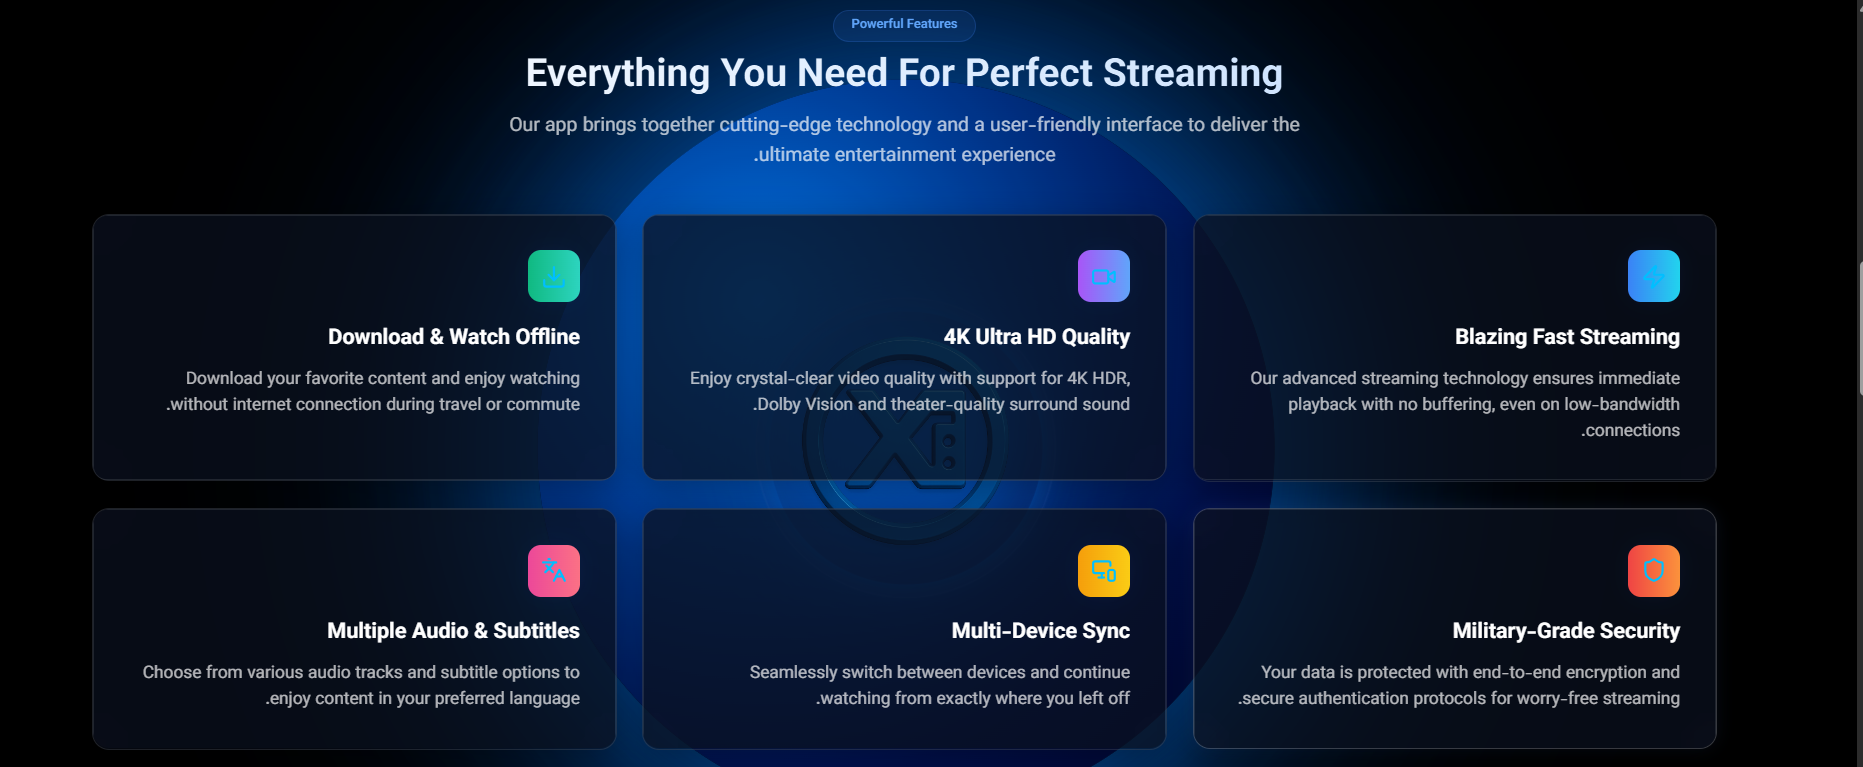 Powerful Features
Everything You Need For Perfect Streaming
Our app brings together cutting-edge technology and a user-friendly interface to deliver the
.ultimate entertainment experience
Download & Watch Offline
Download your favorite content and enjoy watching
.without internet connection during travel or commute
4K Ultra HD Quality
Enjoy crystal-clear video quality with support for 4K HDR,
.Dolby Vision and theater-quality surround sound
Blazing Fast Streaming
Our advanced streaming technology ensures immediate
playback with no buffering, even on low-bandwidth
.connections
Multiple Audio & Subtitles
Choose from various audio tracks and subtitle options to
.enjoy content in your preferred language
Multi-Device Sync
Seamlessly switch between devices and continue
.watching from exactly where you left off
Military-Grade Security
Your data is protected with end-to-end encryption and
.secure authentication protocols for worry-free streaming